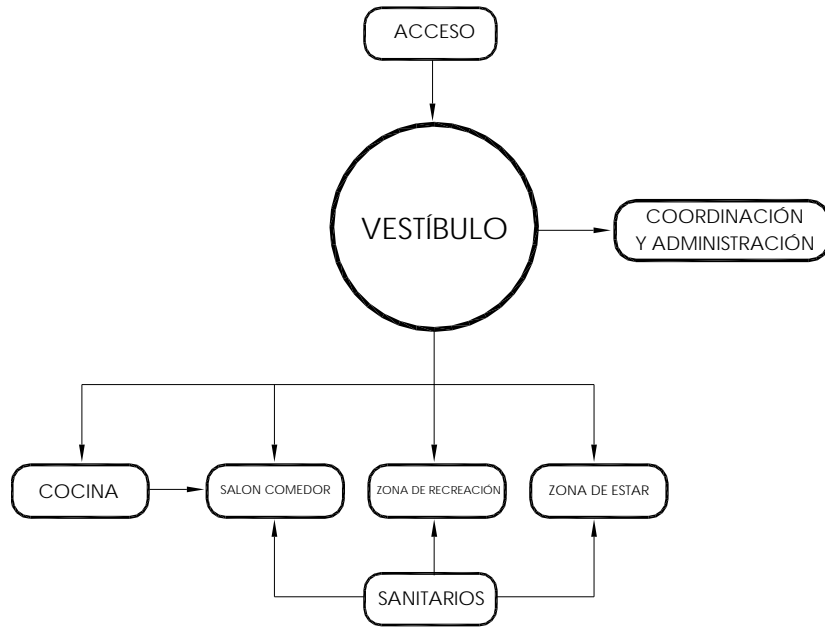 ACCESO
VESTÍBULO
COORDINACIÓN
Y ADMINISTRACIÓN
COCINA
SALON COMEDOR
ZONA DE RECREACIÓN
ZONA DE ESTAR
SANITARIOS